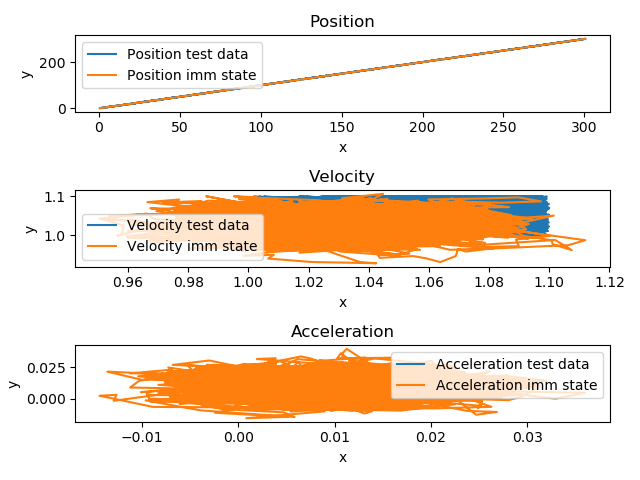 Position
Position test data
Position imm state
y
200
0
0 50 100 150 200 250 300
x
Velocity
1.1
1.0
y
Velocity test data
Velocity imm state
0.96 0.98 1.00 1.02 1.04 1.06 1.08 1.10 1.12
x
Acceleration
0.025
0.000
y
Acceleration test data
Acceleration imm state
−0.01 0.00 0.01 0.02 0.03
x